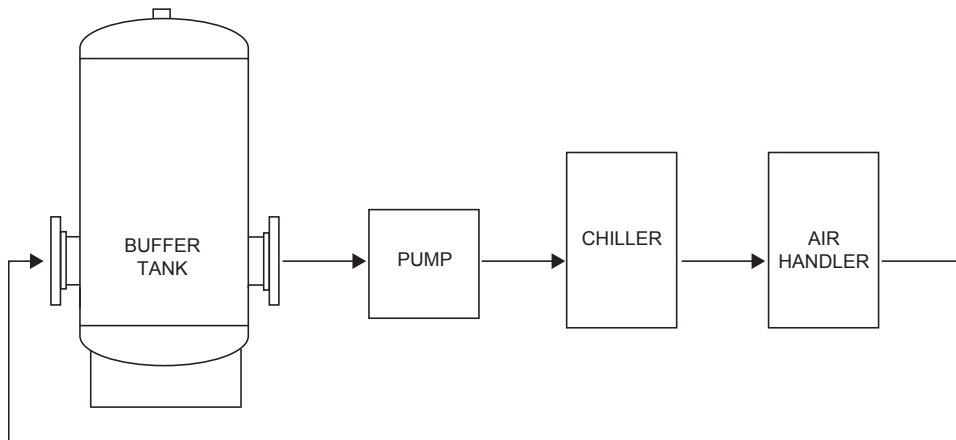 BUFFER
TANK
PUMP
CHILLER
AIR
HANDLER